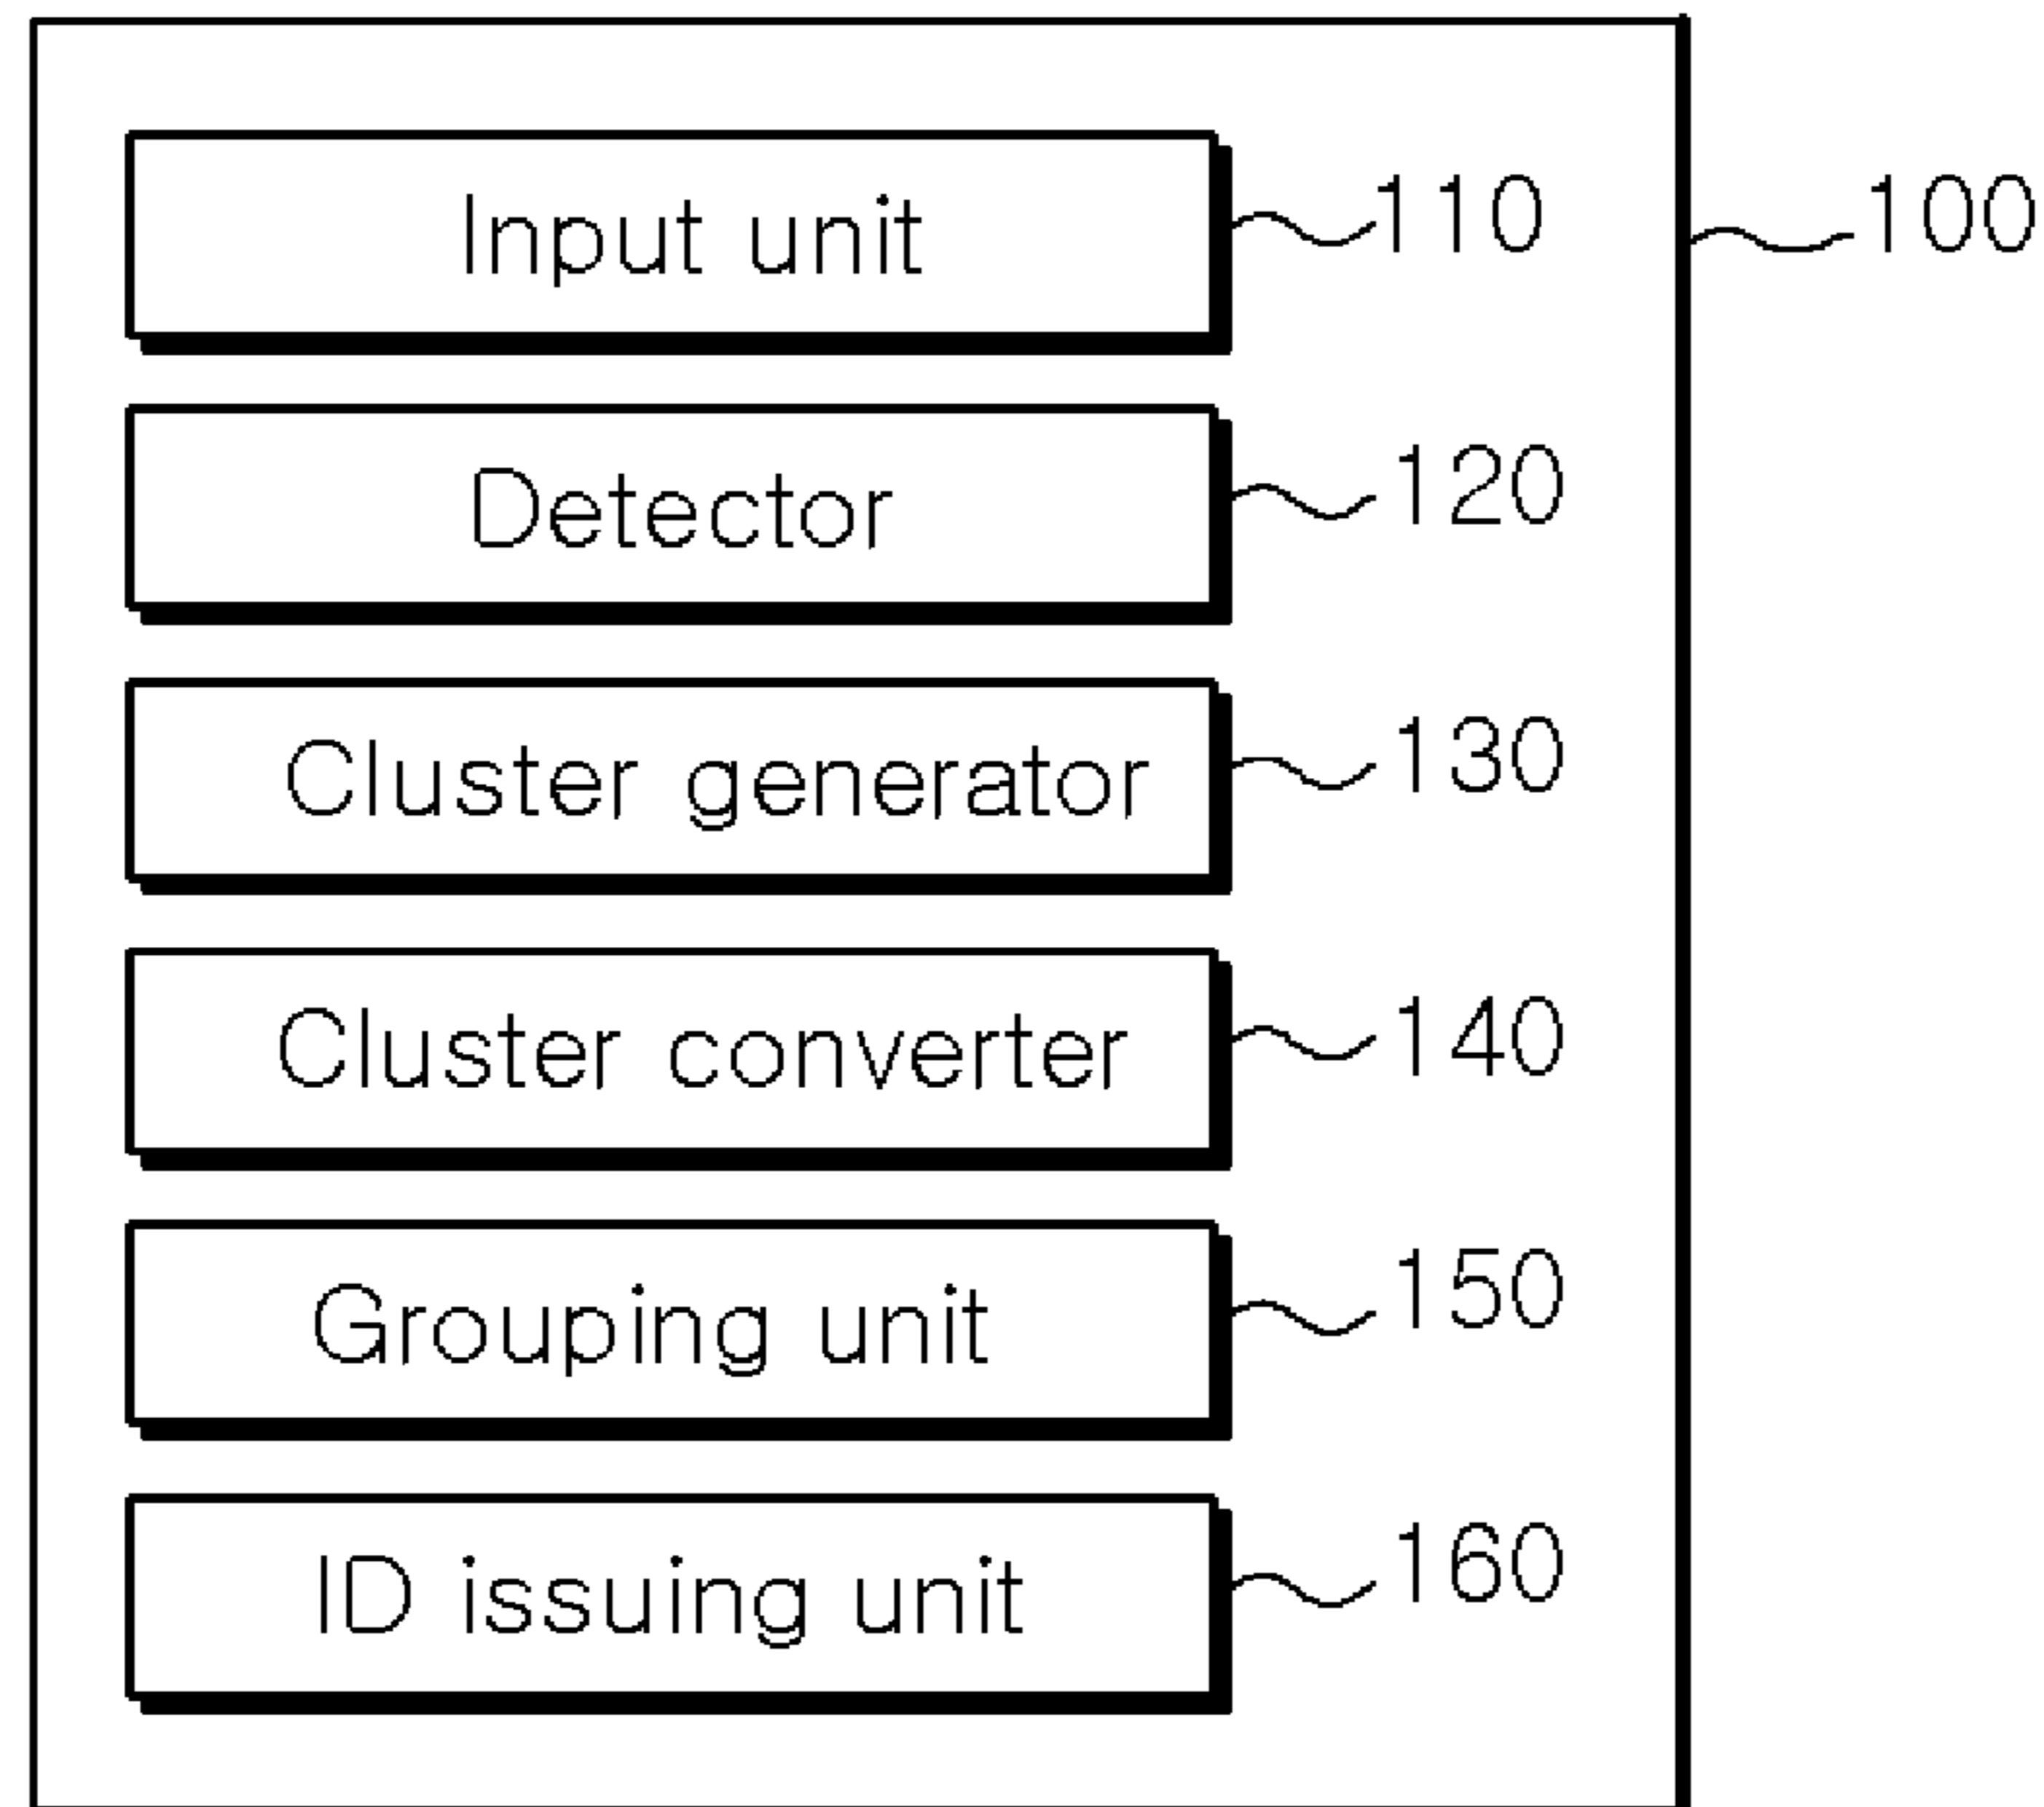 Input unit 110 100
Detector 120
Cluster generator 130
Cluster converter 140
Grouping unit 150
ID issuing unit 160